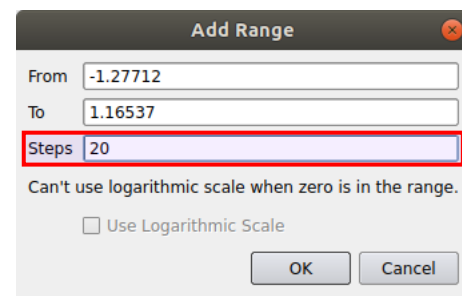 Add Range
From -1.27712
To 1.16537
Steps 20
Can't use logarithmic scale when zero is in the range.
Use Logarithmic Scale
OK Cancel